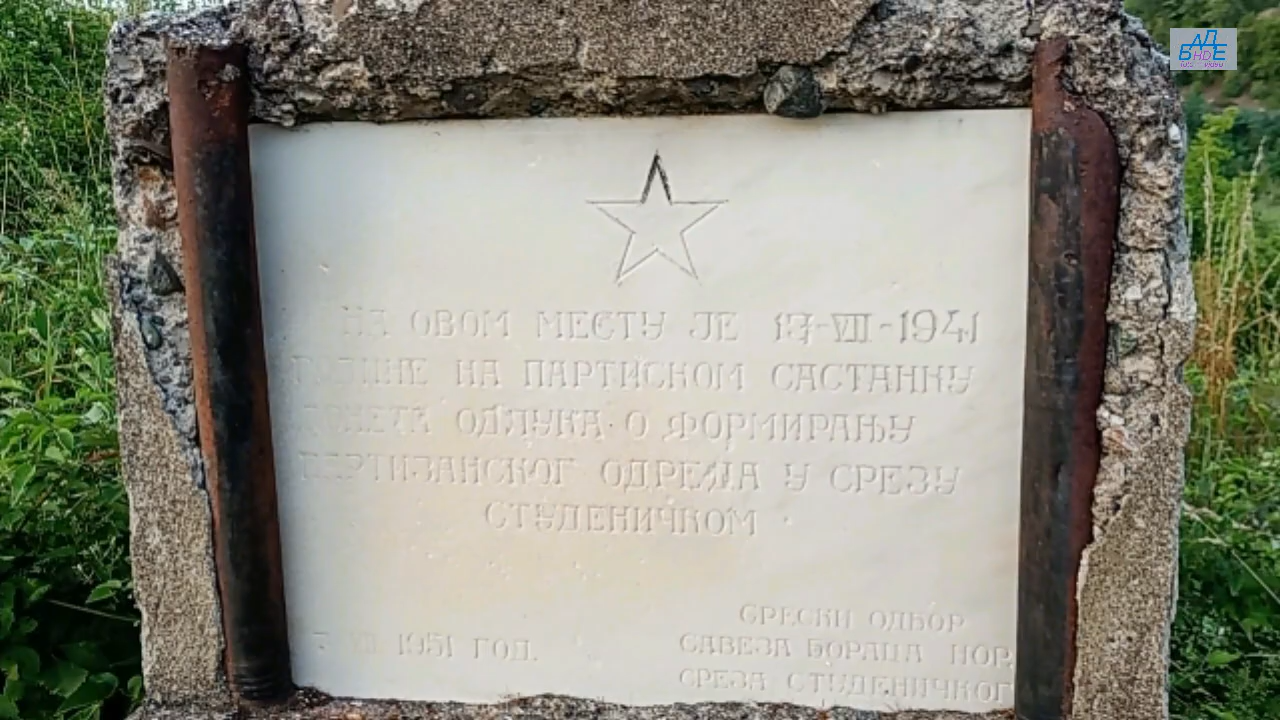 НА ОВОМ МЕСТУ ЈЕ 17-VII-1941
ГОДИНЕ НА ПАРТИСКОМ САСТАНКУ
ДОНЕТА ОДЛУКА О ФОРМИРАЊУ
ПАРТИЗАНСКОГ ОДРЕДА У СРЕЗУ
СТУДЕНИЧКОМ
СРЕСКИ ОДБОР
САВЕЗА БОРАЦА НОР
СРЕЗА СТУДЕНИЧКОГ
7 VII 1951 ГОД.